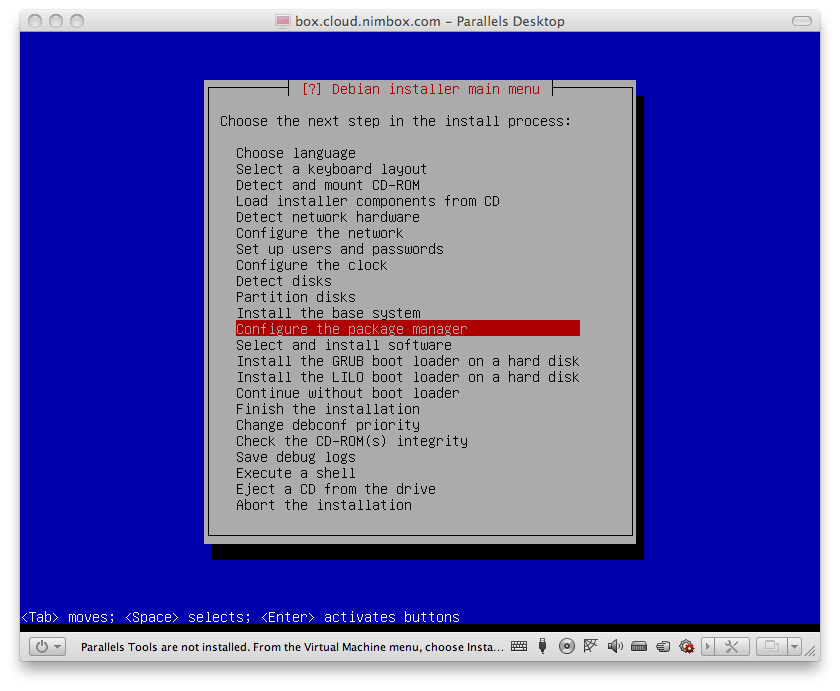 box.cloud.nimbox.com – Parallels Desktop
[?] Debian installer main menu
Choose the next step in the install process:
Choose language
Select a keyboard layout
Detect and mount CD-ROM
Load installer components from CD
Detect network hardware
Configure the network
Set up users and passwords
Configure the clock
Detect disks
Partition disks
Install the base system
Configure the package manager
Select and install software
Install the GRUB boot loader on a hard disk
Install the LILO boot loader on a hard disk
Continue without boot loader
Finish the installation
Change debconf priority
Check the CD-ROM(s) integrity
Save debug logs
Execute a shell
Eject a CD from the drive
Abort the installation
<Tab> moves; <Space> selects; <Enter> activates buttons
Parallels Tools are not installed. From the Virtual Machine menu, choose Insta...